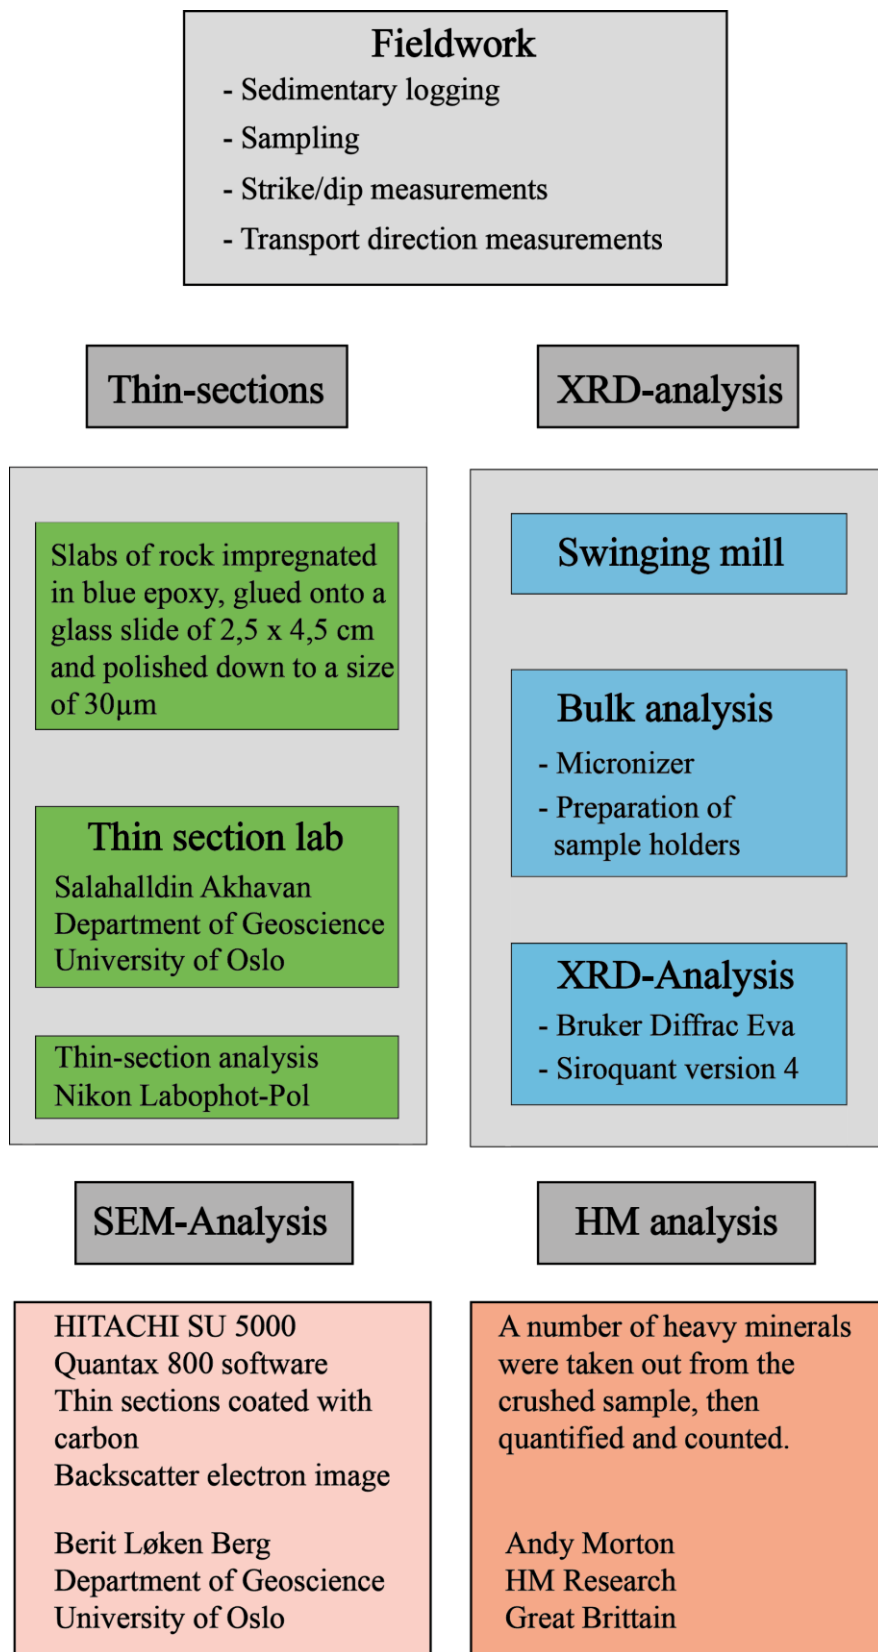 Fieldwork
- Sedimentary logging
- Sampling
- Strike/dip measurements
- Transport direction measurements
Thin-sections
Slabs of rock impregnated
in blue epoxy, glued onto a
glass slide of 2,5 x 4,5 cm
and polished down to a size
of 30µm
Thin section lab
Salahalldin Akhavan
Department of Geoscience
University of Oslo
Thin-section analysis
Nikon Labophot-Pol
XRD-analysis
Swinging mill
Bulk analysis
- Micronizer
- Preparation of
sample holders
XRD-Analysis
- Bruker Diffrac Eva
- Siroquant version 4
SEM-Analysis
HITACHI SU 5000
Quantax 800 software
Thin sections coated with
carbon
Backscatter electron image
Berit Løken Berg
Department of Geoscience
University of Oslo
HM analysis
A number of heavy minerals
were taken out from the
crushed sample, then
quantified and counted.
Andy Morton
HM Research
Great Brittain